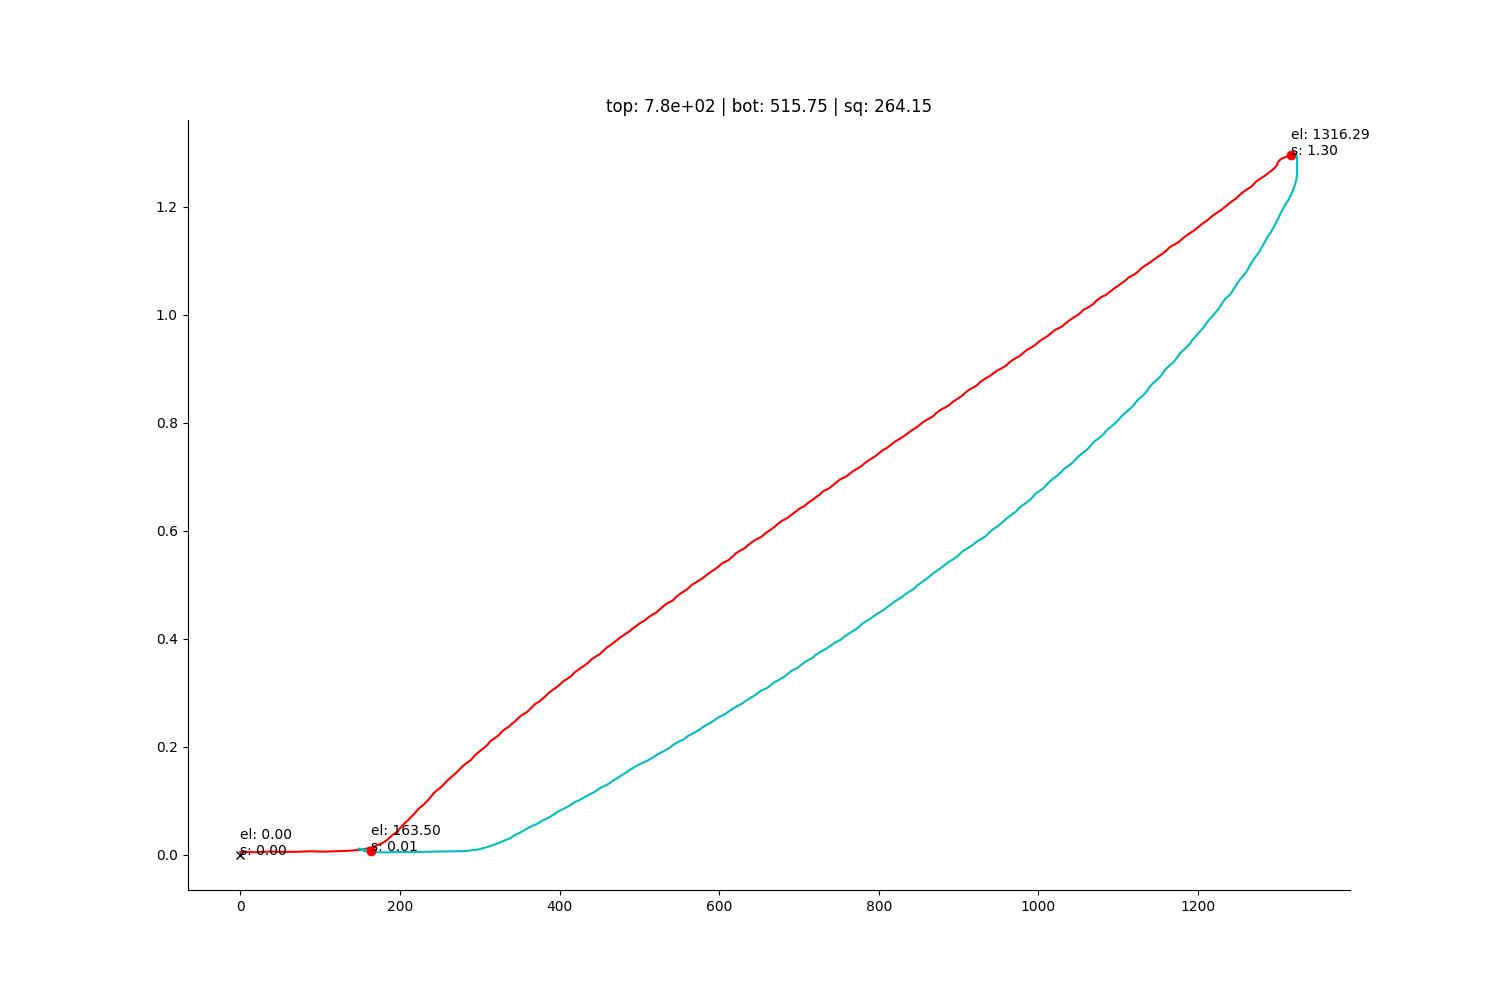 top: 7.8e+02 | bot: 515.75 | sq: 264.15
el: 1316.29
s: 1.30
1.2
1.0
0.8
0.6
0.4
0.2
0.0
el: 0.00
s: 0.00
el: 163.50
s: 0.01
0
200
400
600
800
1000
1200